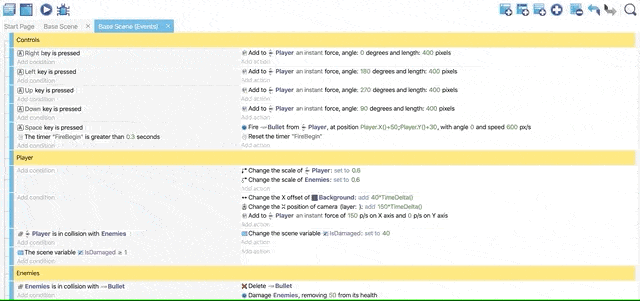 Start Page Base Scene Base Scene (Events)
Controls
Right key is pressed Add to Player an instant force, angle: 0 degrees and length: 400 pixels
Add condition Add action
Left key is pressed Add to Player an instant force, angle: 180 degrees and length: 400 pixels
Add condition Add action
Up key is pressed Add to Player an instant force, angle: 270 degrees and length: 400 pixels
Add condition Add action
Down key is pressed Add to Player an instant force, angle: 90 degrees and length: 400 pixels
Add condition Add action
Space key is pressed Fire Bullet from Player, at position Player.X()+50;Player.Y()+30, with angle 0 and speed 600 px/s
The timer "FireBegin" is greater than 0.3 seconds Reset the timer "FireBegin"
Add condition Add action
Player
Add condition Change the scale of Player: set to 0.6
Change the scale of Enemies: set to 0.6
Add action
Add condition Change the X offset of Background: add 40*TimeDelta()
Change the X position of camera (layer: ): add 150*TimeDelta()
Add to Player an instant force of 150 p/s on X axis and 0 p/s on Y axis
Add action
Player is in collision with Enemies Change the scene variable IsDamaged: set to 40
Add condition Add action
The scene variable IsDamaged ≥ 1 Add action
Add condition
Enemies
Enemies is in collision with Bullet Delete Bullet
Add condition Damage Enemies, removing 50 from its health